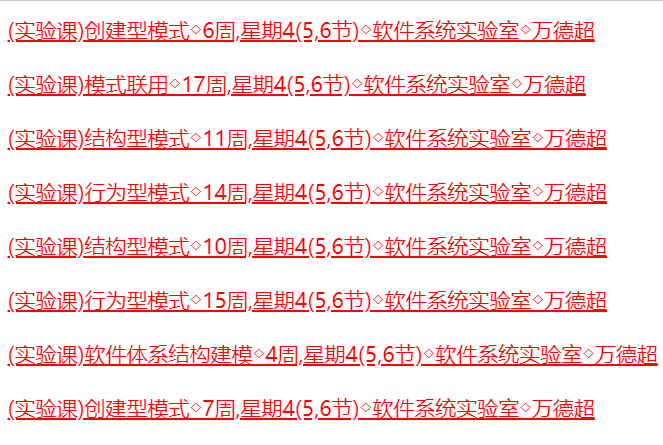 (实验课)创建型模式◇6周,星期4(5,6节)◇软件系统实验室◇万德超
(实验课)模式联用◇17周,星期4(5,6节)◇软件系统实验室◇万德超
(实验课)结构型模式◇11周,星期4(5,6节)◇软件系统实验室◇万德超
(实验课)行为型模式◇14周,星期4(5,6节)◇软件系统实验室◇万德超
(实验课)结构型模式◇10周,星期4(5,6节)◇软件系统实验室◇万德超
(实验课)行为型模式◇15周,星期4(5,6节)◇软件系统实验室◇万德超
(实验课)软件体系结构建模◇4周,星期4(5,6节)◇软件系统实验室◇万德超
(实验课)创建型模式◇7周,星期4(5,6节)◇软件系统实验室◇万德超